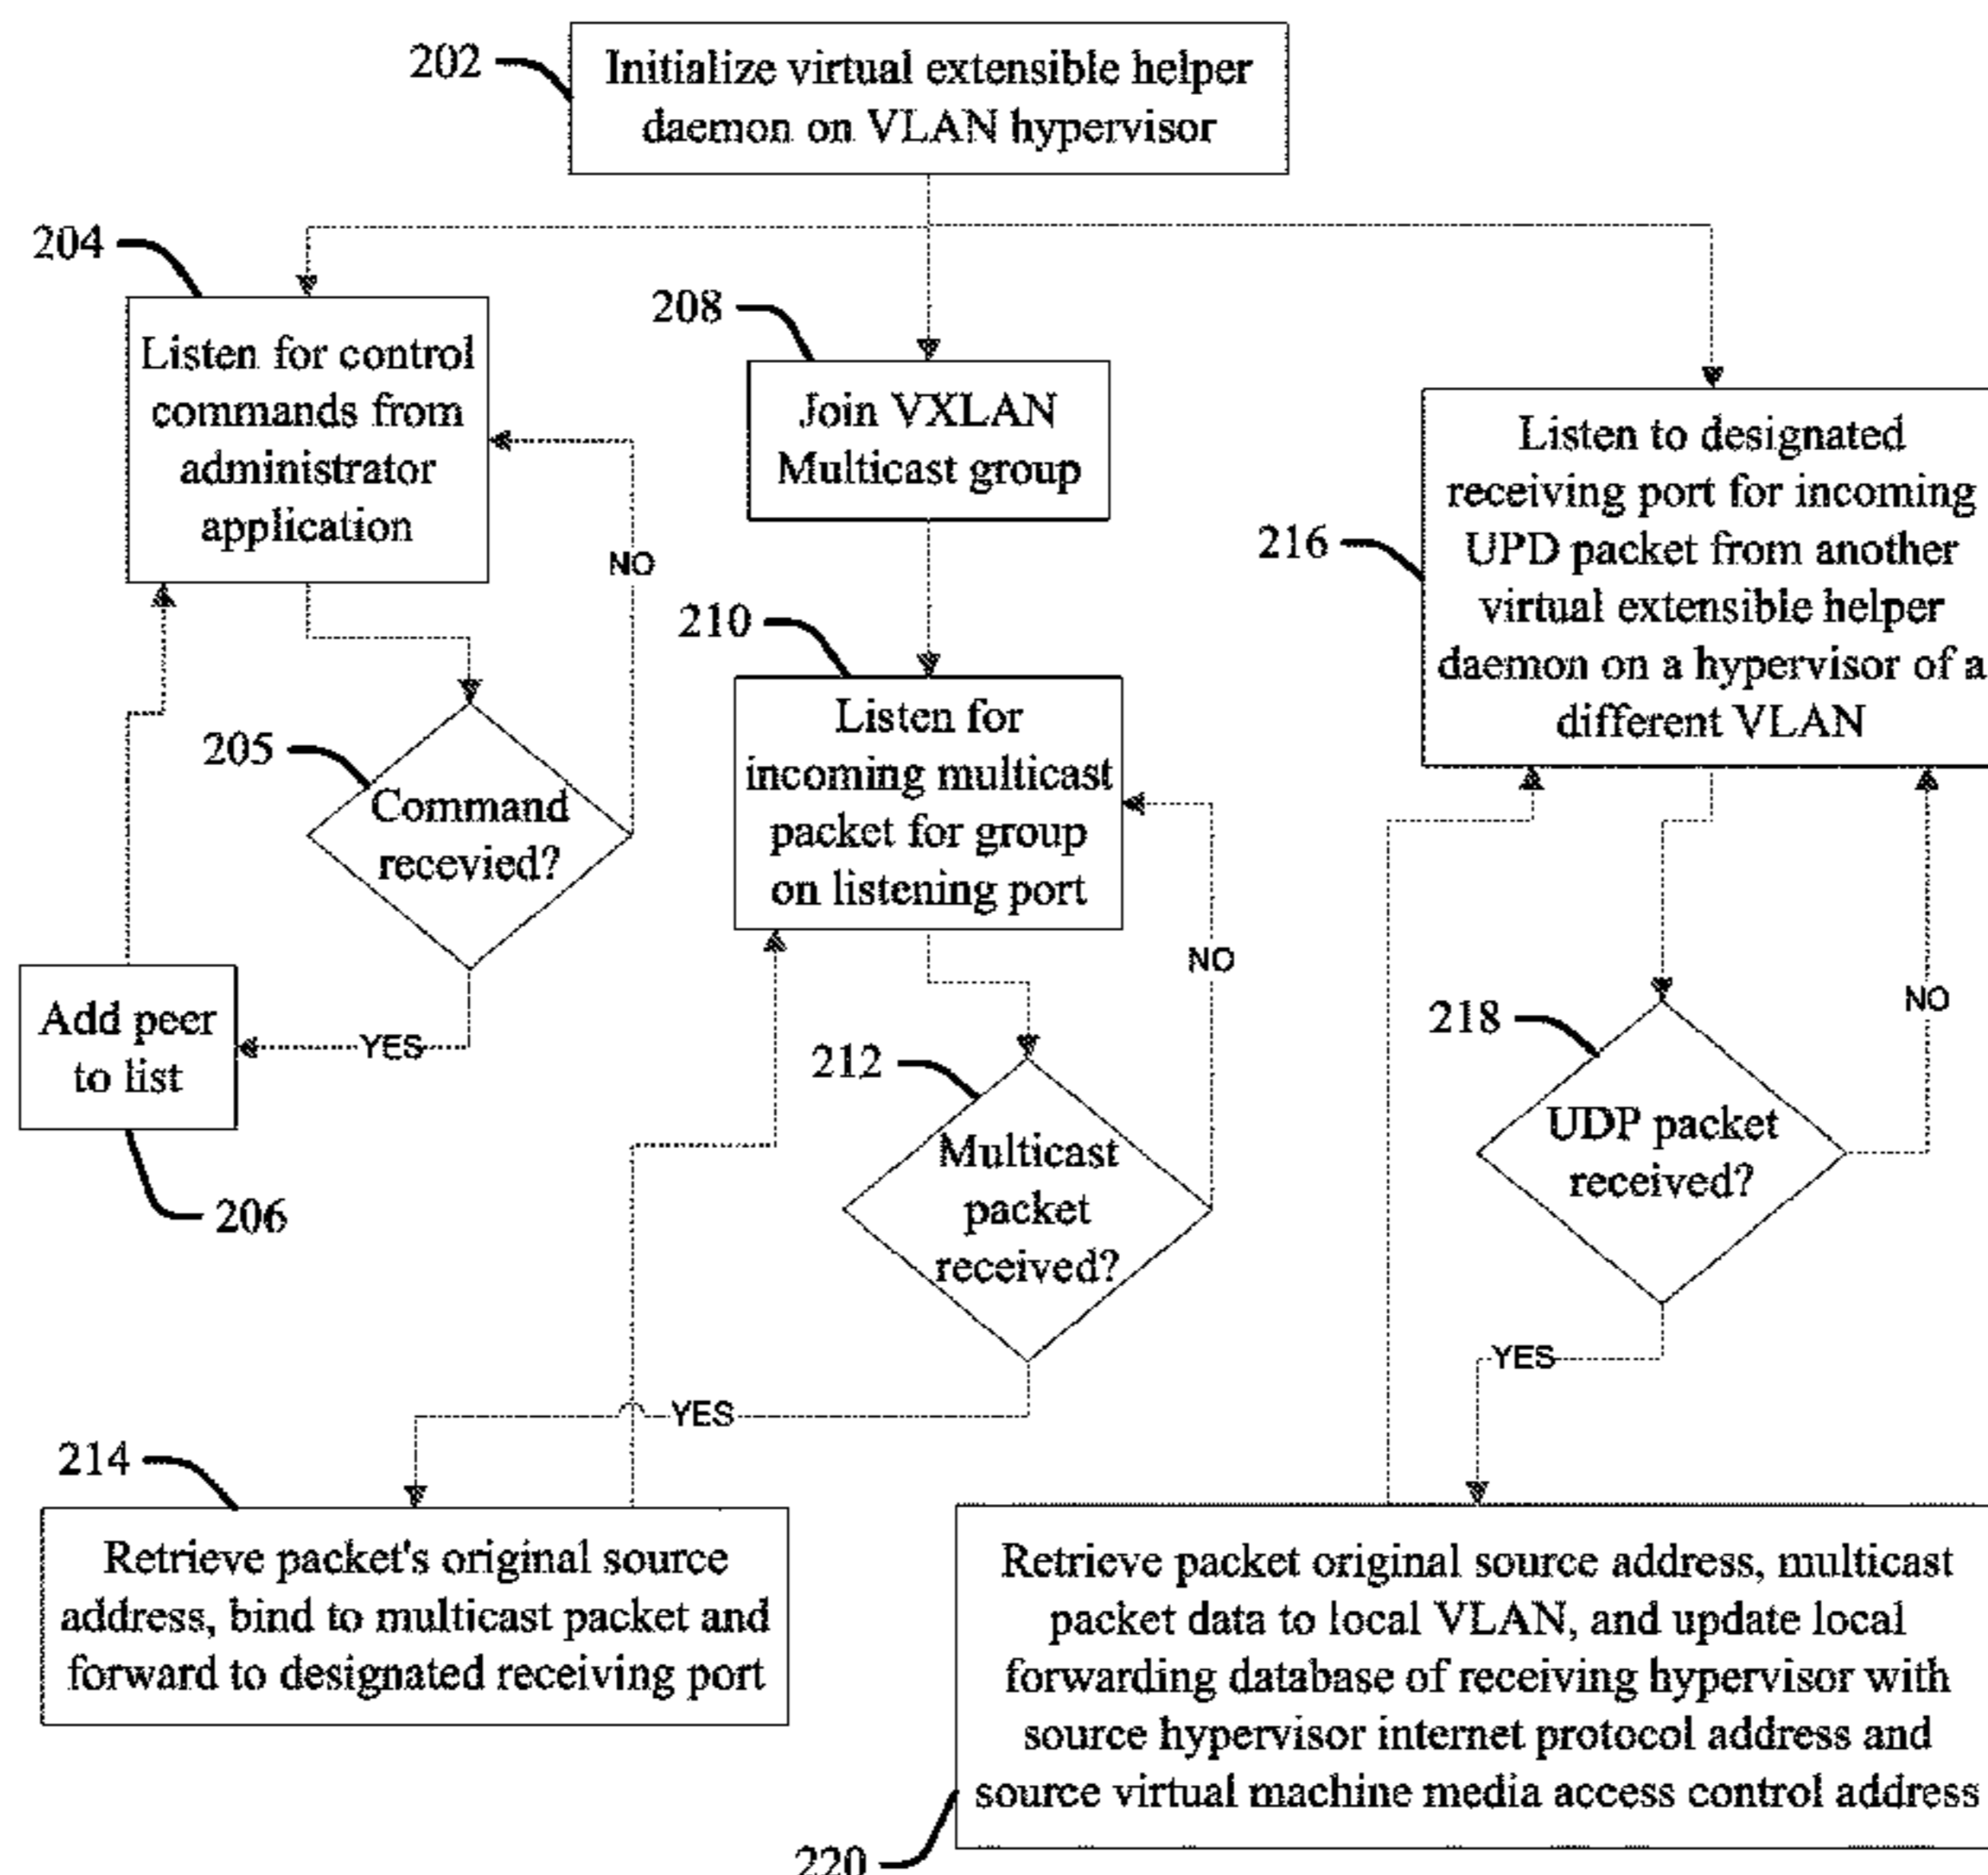 202
Initialize virtual extensible helper
daemon on VLAN hypervisor
204
Listen for control
commands from
administrator
application
NO
205
Command
recevied?
YES
Add peer
to list
206
208
Join VXLAN
Multicast group
210
Listen for
incoming multicast
packet for group
on listening port
NO
212
Multicast
packet
received?
YES
214
Retrieve packet's original source
address, bind to multicast packet and
forward to designated receiving port
216
Listen to designated
receiving port for incoming
UPD packet from another
virtual extensible helper
daemon on a hypervisor of a
different VLAN
NO
218
UDP packet
received?
YES
Retrieve packet original source address, multicast
packet data to local VLAN, and update local
forwarding database of receiving hypervisor with
source hypervisor internet protocol address and
source virtual machine media access control address
220